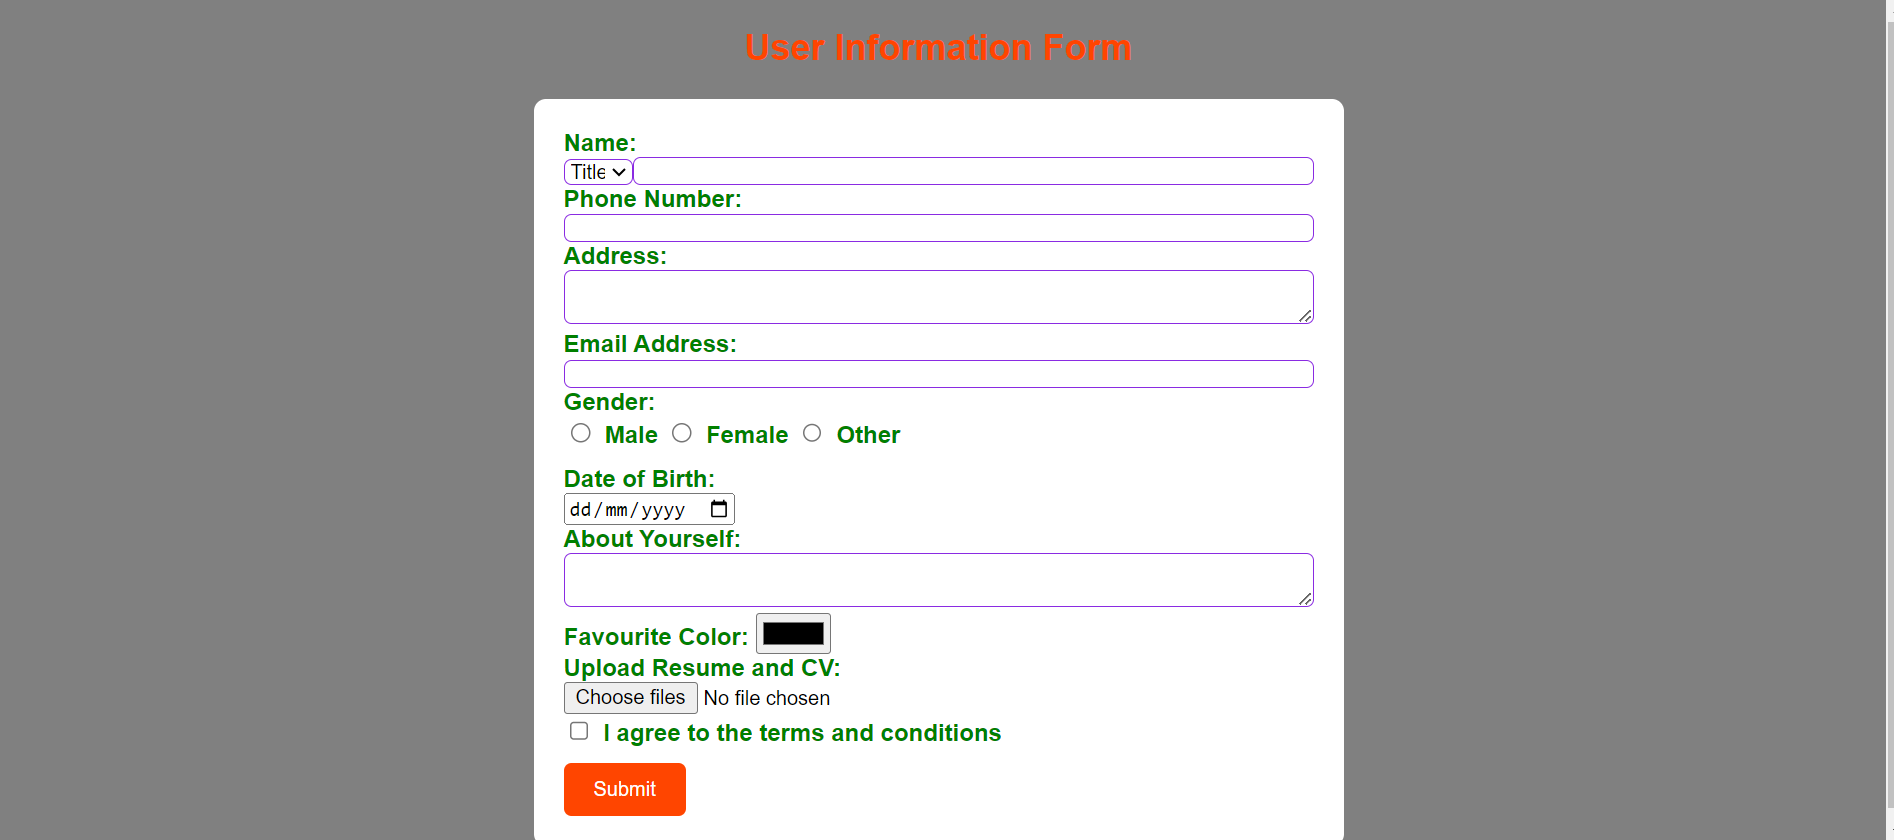 User Information Form
Name:
Title
Phone Number:
Address:
Email Address:
Gender:
Male Female Other
Date of Birth:
dd/mm/yyyy
About Yourself:
Favourite Color:
Upload Resume and CV:
Choose files No file chosen
I agree to the terms and conditions
Submit